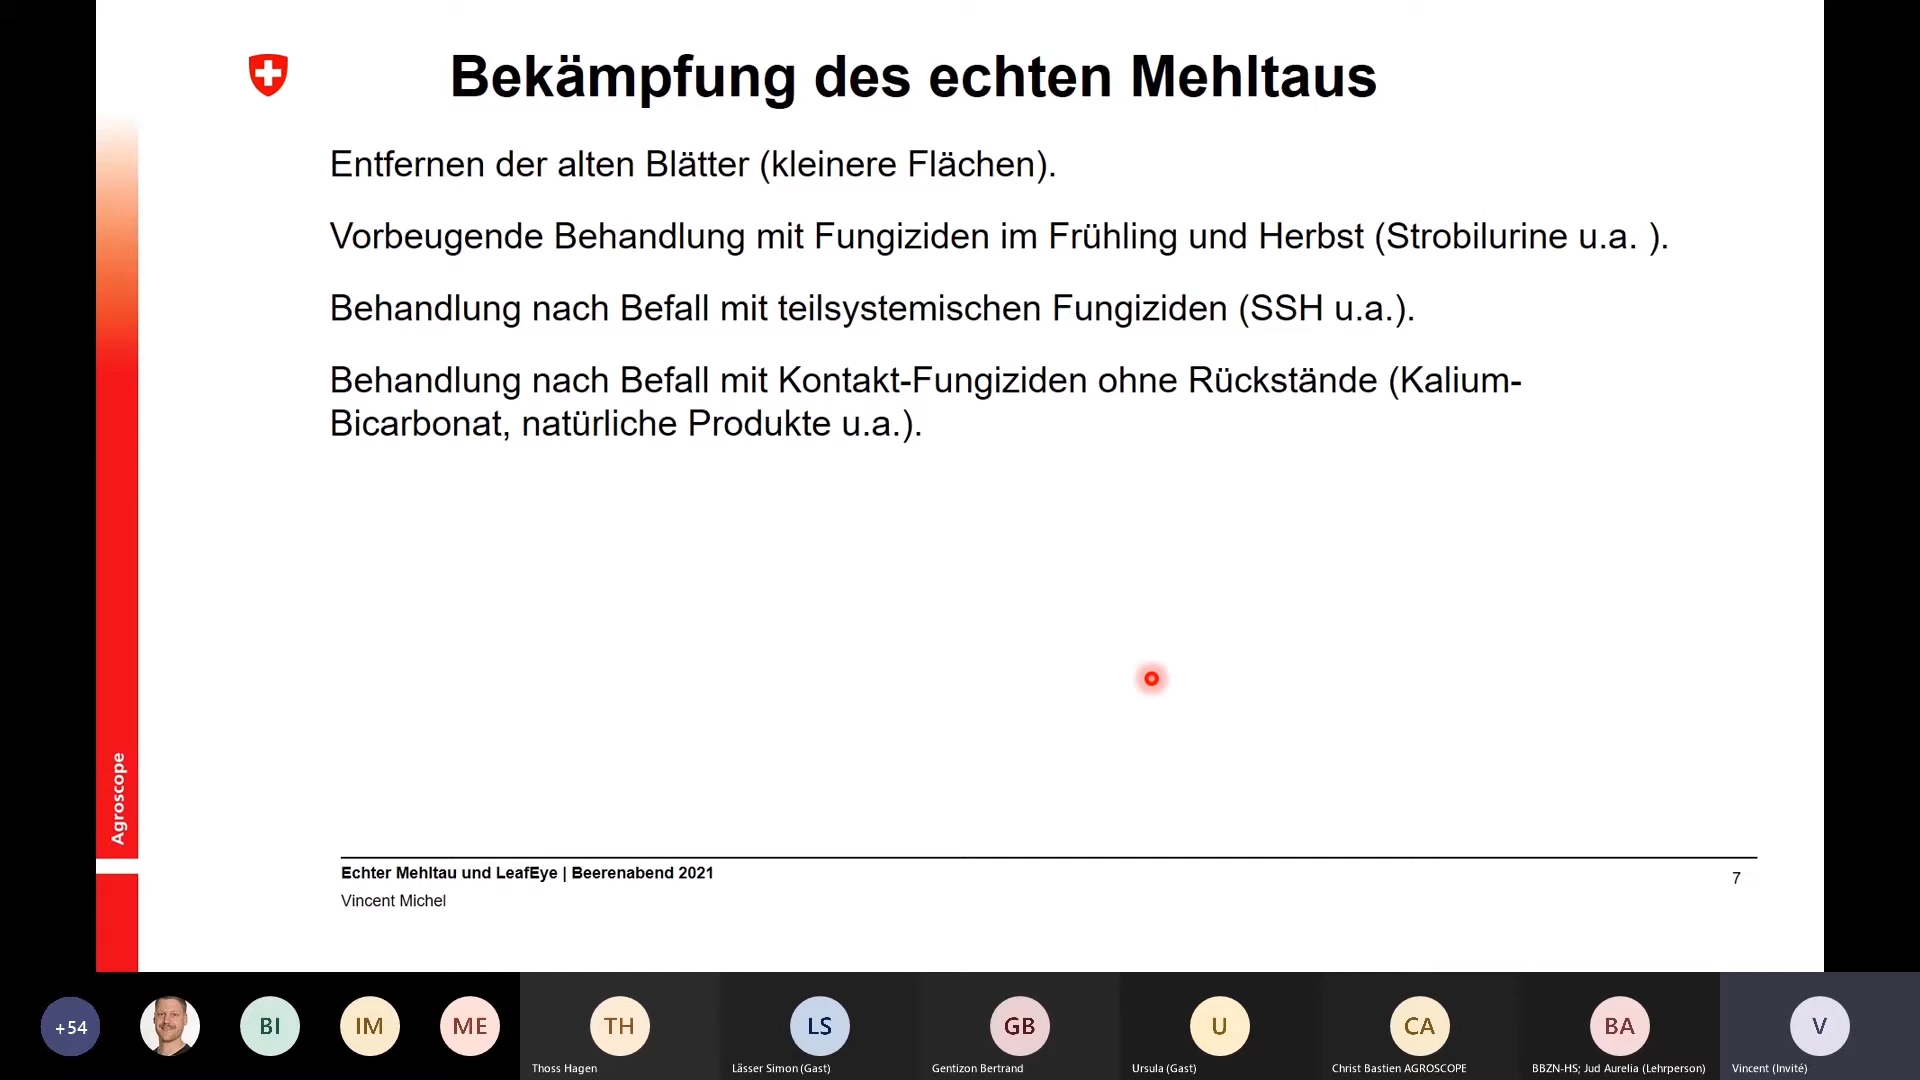 Bekämpfung des echten Mehltaus
Entfernen der alten Blätter (kleinere Flächen).
Vorbeugende Behandlung mit Fungiziden im Frühling und Herbst (Strobilurine u.a. ).
Behandlung nach Befall mit teilsystemischen Fungiziden (SSH u.a.).
Behandlung nach Befall mit Kontakt-Fungiziden ohne Rückstände (Kalium-
Bicarbonat, natürliche Produkte u.a.).
Agroscope
Echter Mehltau und LeafEye | Beerenabend 2021
7
Vincent Michel
+54
BI
IM
ME
TH
LS
GB
U
CA
BA
V
Thoss Hagen
Lässer Simon (Gast)
Gentizon Bertrand
Ursula (Gast)
Christ Bastien AGROSCOPE
BBZN-HS; Jud Aurelia (Lehrperson)
Vincent (Invité)